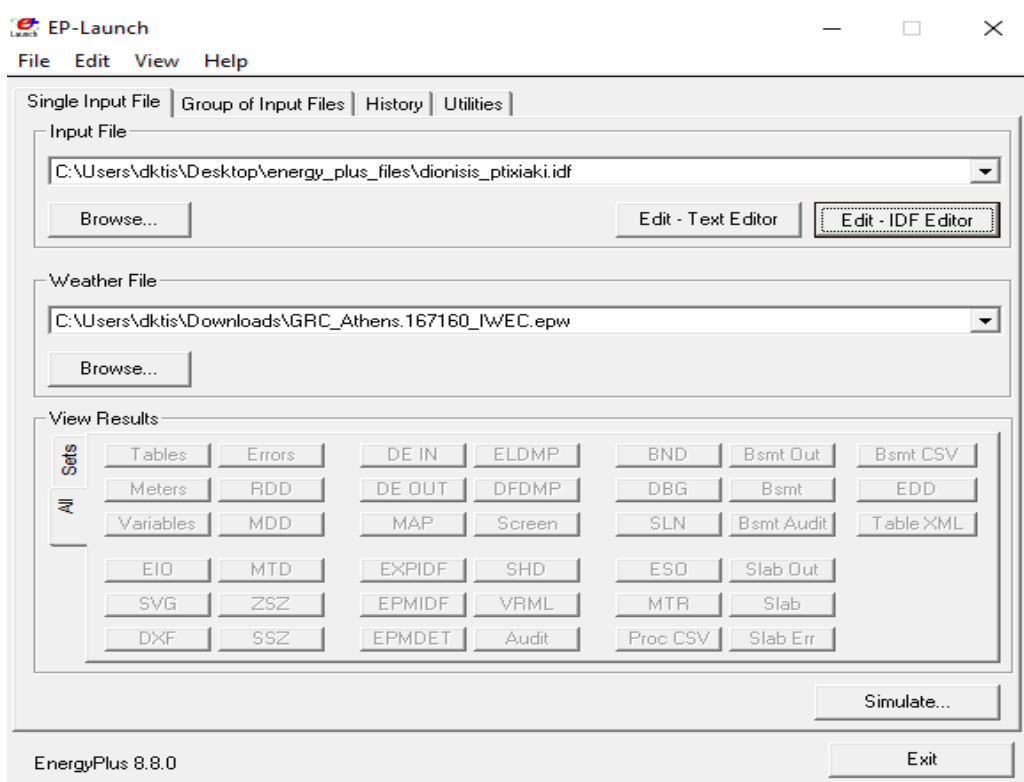 EP-Launch
File Edit View Help
Single Input File Group of Input Files History Utilities
Input File
C:\Users\dktis\Desktop\energy_plus_files\dionisis_ptixiaki.idf
Browse... Edit - Text Editor Edit - IDF Editor
Weather File
C:\Users\dktis\Downloads\GRC_Athens.167160_IWEC.epw
Browse...
View Results
Sets
All
Tables Errors DE IN ELDMP BND Bsmt Out Bsmt CSV
Meters RDD DE OUT DFDMP DBG Bsmt EDD
Variables MDD MAP Screen SLN Bsmt Audit Table XML
EIO MTD EXPIDF SHD ESO Slab Out
SVG ZSZ EPMIDF VRML MTR Slab
DXF SSZ EPMDET Audit Proc CSV Slab Err
Simulate...
EnergyPlus 8.8.0 Exit